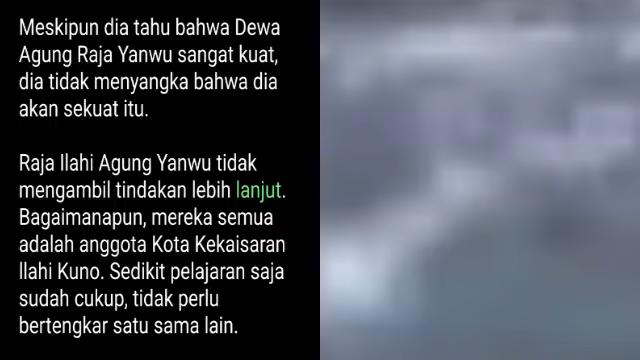 Meskipun dia tahu bahwa Dewa
Agung Raja Yanwu sangat kuat,
dia tidak menyangka bahwa dia
akan sekuat itu.
Raja Ilahi Agung Yanwu tidak
mengambil tindakan lebih lanjut.
Bagaimanapun, mereka semua
adalah anggota Kota Kekaisaran
Ilahi Kuno. Sedikit pelajaran saja
sudah cukup, tidak perlu
bertengkar satu sama lain.